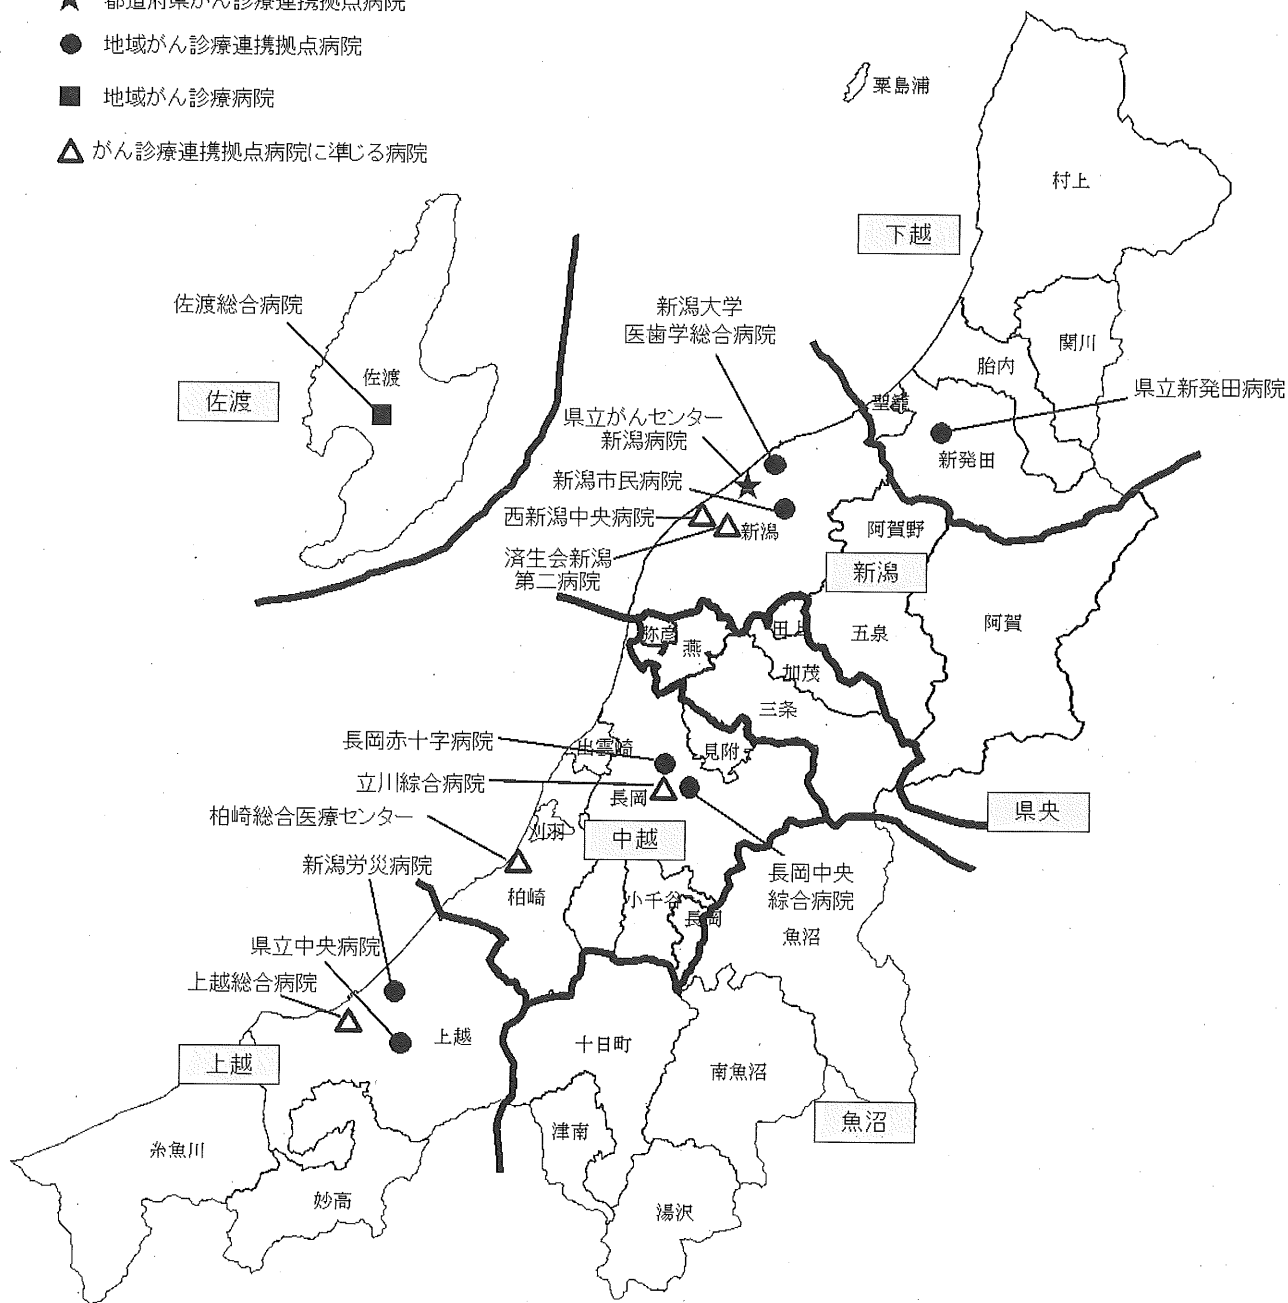 都道府県がん診療連携拠点病院
地域がん診療連携拠点病院
地域がん診療病院
がん診療連携拠点病院に準じる病院
粟島浦
村上
下越
佐渡総合病院
新潟大学
医歯学総合病院
関川
胎内
佐渡
佐渡
県立新発田病院
聖籠
県立がんセンター
新潟病院
新発田
新潟市民病院
西新潟中央病院
新潟
阿賀野
済生会新潟
第二病院
新潟
阿賀
弥彦
燕
田上
五泉
加茂
三条
長岡赤十字病院
出雲崎
見附
立川綜合病院
長岡
県央
柏崎総合医療センター
刈羽
中越
新潟労災病院
長岡中央
綜合病院
柏崎
小千谷
長岡
魚沼
県立中央病院
上越総合病院
上越
十日町
上越
南魚沼
魚沼
津南
糸魚川
妙高
湯沢